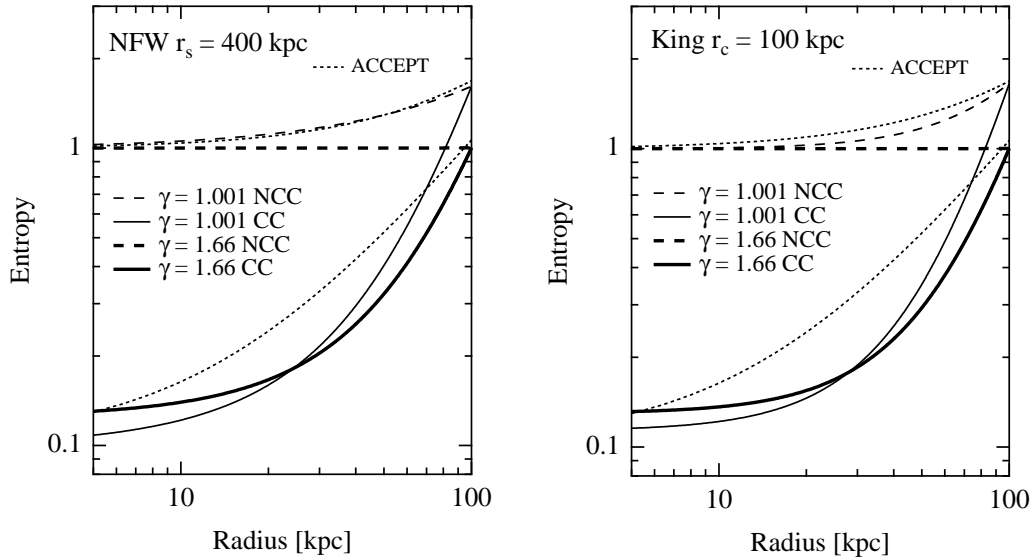 NFW r_s = 400 kpc
ACCEPT
1
γ = 1.001 NCC
γ = 1.001 CC
γ = 1.66 NCC
γ = 1.66 CC
Entropy
0.1
10
100
Radius [kpc]
King r_c = 100 kpc
ACCEPT
1
γ = 1.001 NCC
γ = 1.001 CC
γ = 1.66 NCC
γ = 1.66 CC
Entropy
0.1
10
100
Radius [kpc]